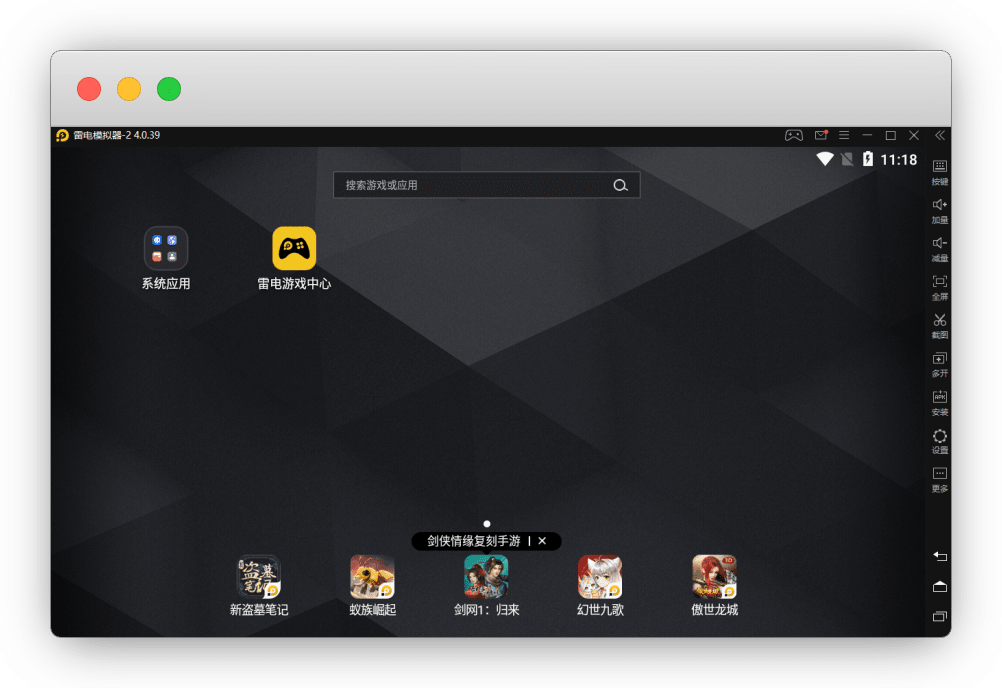 雷电模拟器-2 4.0.39
11:18
搜索游戏或应用
系统应用
雷电游戏中心
剑侠情缘复刻手游
新盗墓笔记
蚁族崛起
剑网1：归来
幻世九歌
傲世龙城
按键
加量
减量
全屏
截图
多开
APK
安装
设置
更多